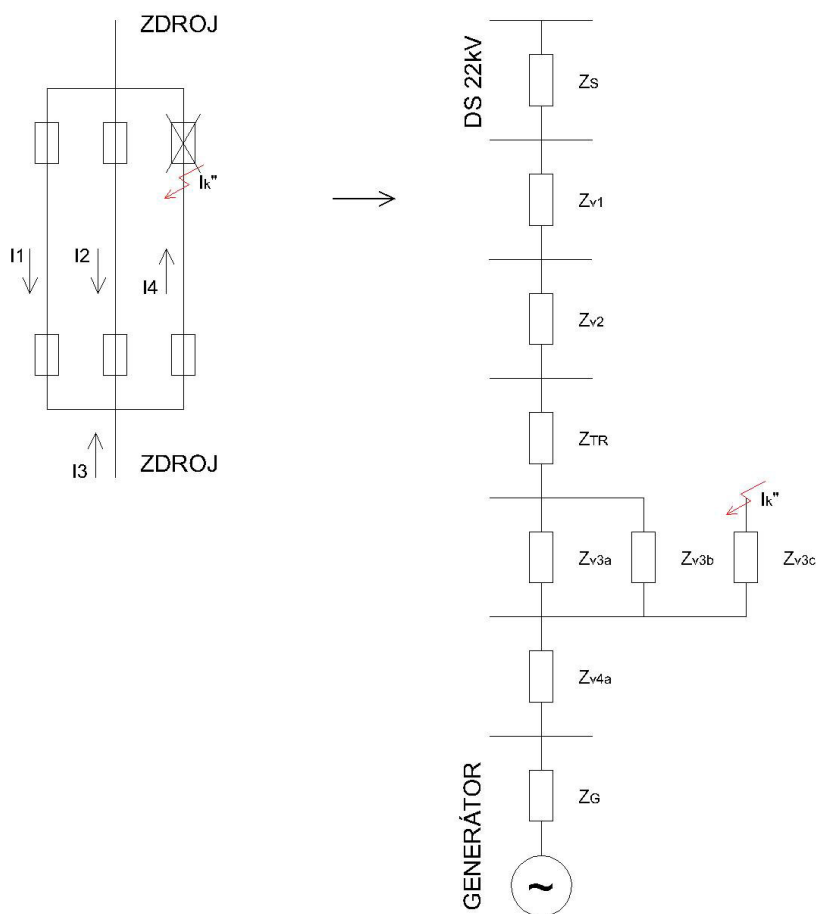 ZDROJ
Ik"
I1
I2
I4
I3
ZDROJ
DS 22kV
Zs
Zv1
Zv2
ZTR
Ik"
Zv3a
Zv3b
Zv3c
Zv4a
ZG
GENERÁTOR
~